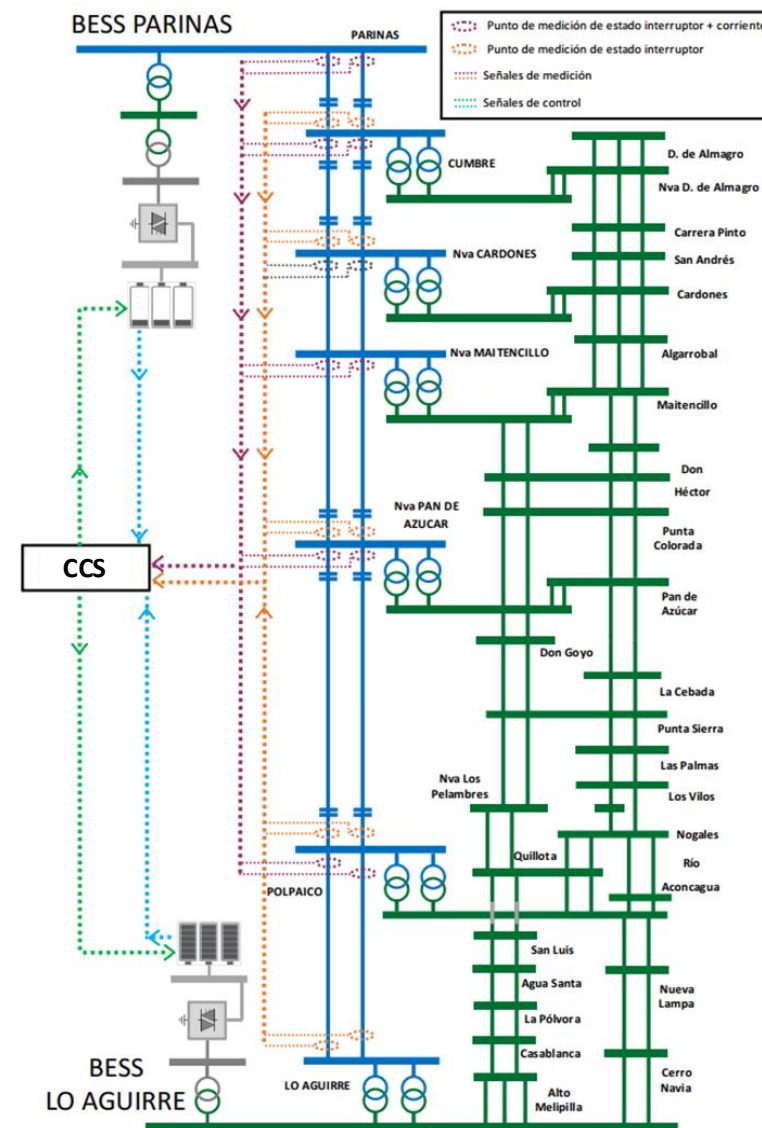 BESS PARINAS
PARINAS
Punto de medición de estado interruptor + corriente
Punto de medición de estado interruptor
Señales de medición
Señales de control
CUMBRE
D. de Almagro
Nva D. de Almagro
Carrera Pinto
Nva CARDONES
San Andrés
Cardones
Nva MAITENCILLO
Algarrobal
Maitencillo
Don
Héctor
Nva PAN DE
AZUCAR
Punta
Colorada
CCS
Pan de
Azúcar
Don Goyo
La Cebada
Punta Sierra
Las Palmas
Nva Los
Pelambres
Los Vilos
Nogales
Quillota
Río
Aconcagua
POLPAICO
San Luis
Agua Santa
Nueva
Lampa
La Pólvora
Casablanca
BESS
LO AGUIRRE
LO AGUIRRE
Alto
Melipilla
Cerro
Navia